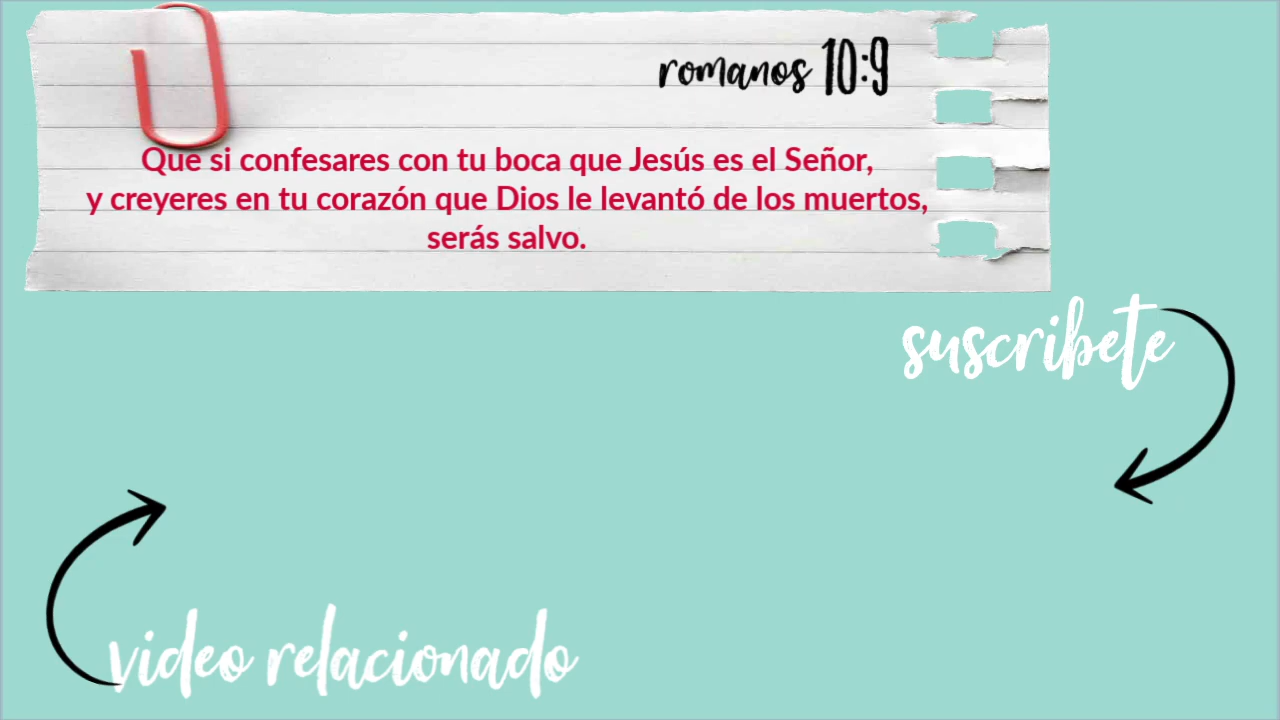 romanos 10:9
Que si confesares con tu boca que Jesús es el Señor,
y creyeres en tu corazón que Dios le levantó de los muertos,
serás salvo.
suscribete
video relacionado